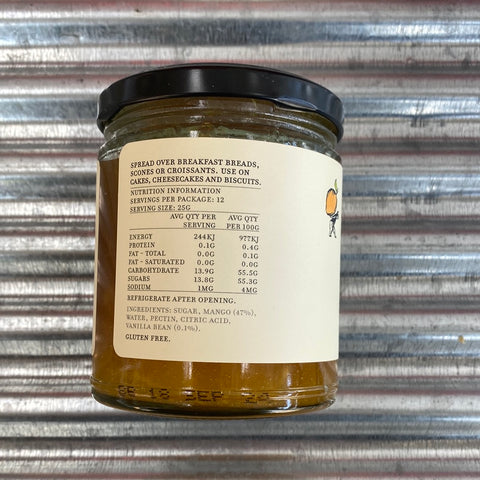 SPREAD OVER BREAKFAST BREADS,
SCONES OR CROISSANTS. USE ON
CAKES, CHEESECAKES AND BISCUITS.
NUTRITION INFORMATION
SERVINGS PER PACKAGE: 12
SERVING SIZE: 25G
AVG QTY PER SERVING AVG QTY PER 100G
ENERGY 244KJ 977KJ
PROTEIN 0.1G 0.4G
FAT - TOTAL 0.0G 0.1G
FAT - SATURATED 0.0G 0.0G
CARBOHYDRATE 13.9G 55.5G
SUGARS 13.8G 55.3G
SODIUM 1MG 4MG
REFRIGERATE AFTER OPENING.
INGREDIENTS: SUGAR, MANGO (47%),
WATER, PECTIN, CITRIC ACID,
VANILLA BEAN (0.1%).
GLUTEN FREE.
18 SEP